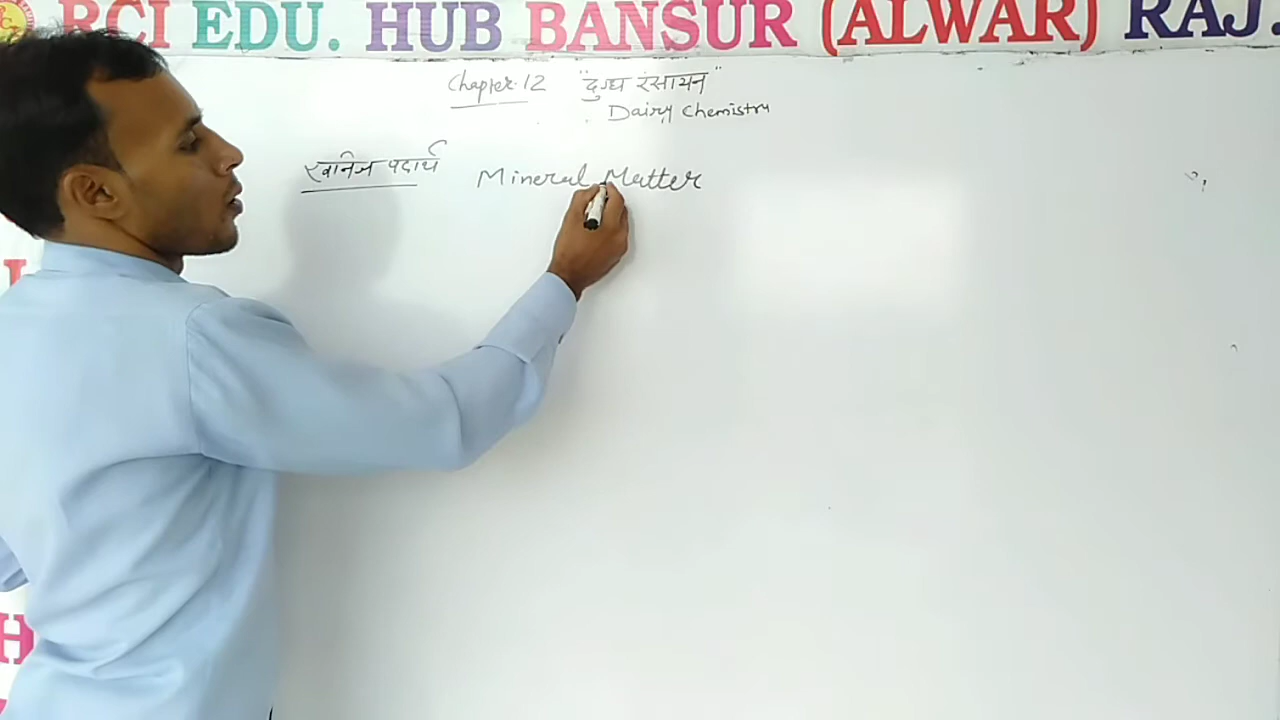 RCI EDU. HUB BANSUR (ALWAR) RAJ.
Chapter-12 "दुग्ध रसायन"
Dairy Chemistry
खनिज पदार्थ Mineral Matter
H